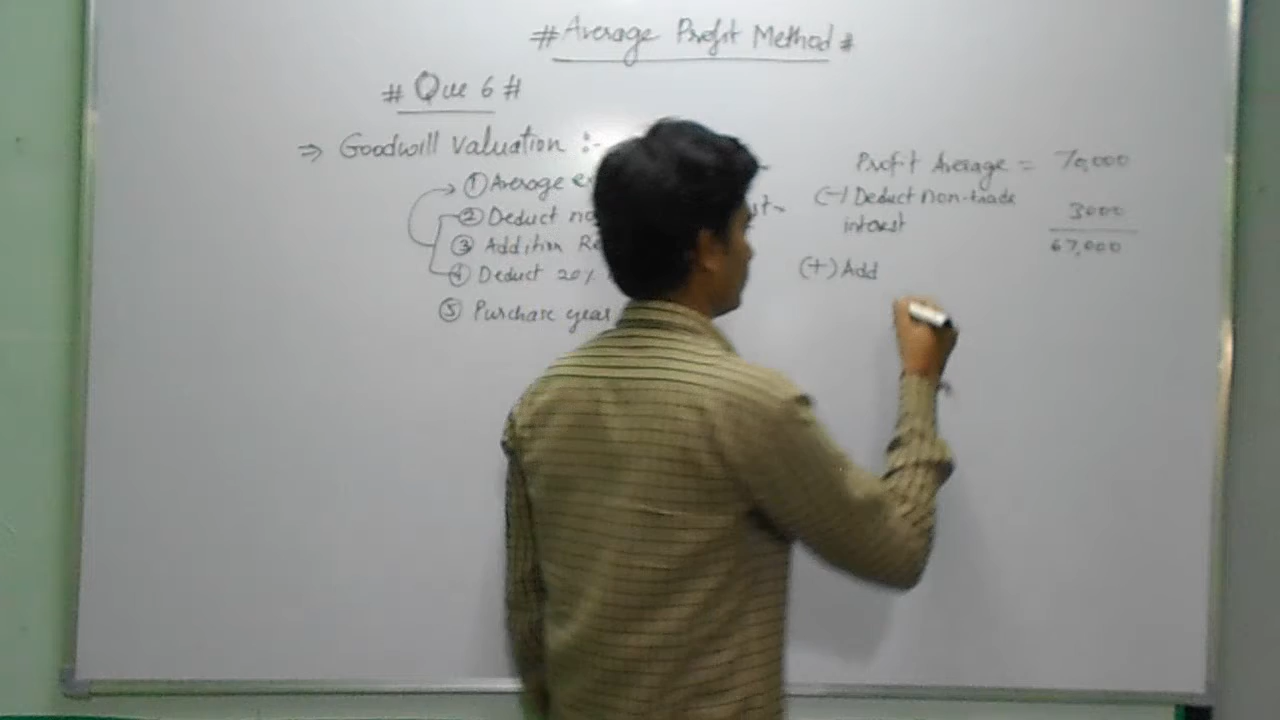 # Average Profit Method #
# Que 6 #
⇒ Goodwill Valuation :-
① Average
② Deduct
③ Addition
④ Deduct 20%
⑤ Purchase year
Profit Average = 70,000
(-) Deduct non-trade
interest 3000
67,000
(+) Add